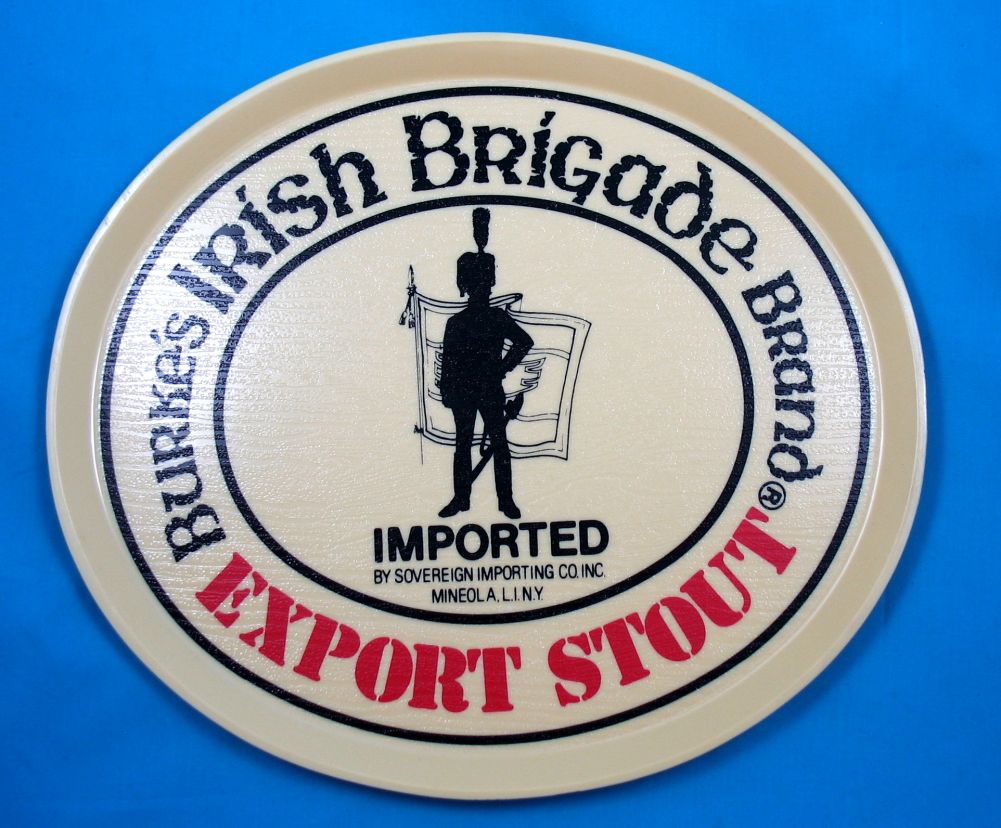 Burke's Irish Brigade Brand®
EXPORT STOUT
IMPORTED
BY SOVEREIGN IMPORTING CO. INC.
MINEOLA, L.I. N.Y.